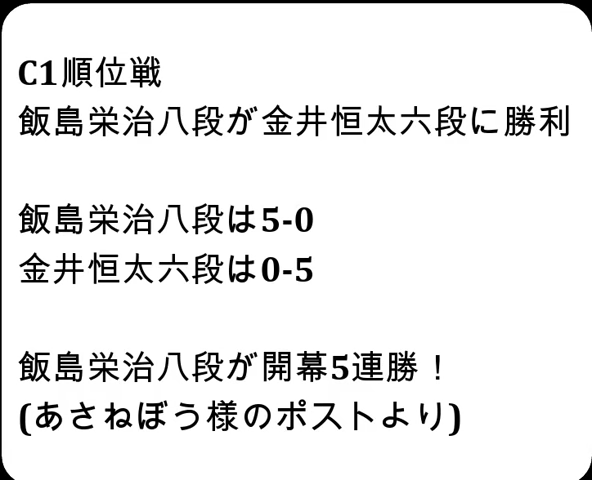 C1順位戦
飯島栄治八段が金井恒太六段に勝利
飯島栄治八段は5-0
金井恒太六段は0-5
飯島栄治八段が開幕5連勝！
(あさねぼう様のポストより)